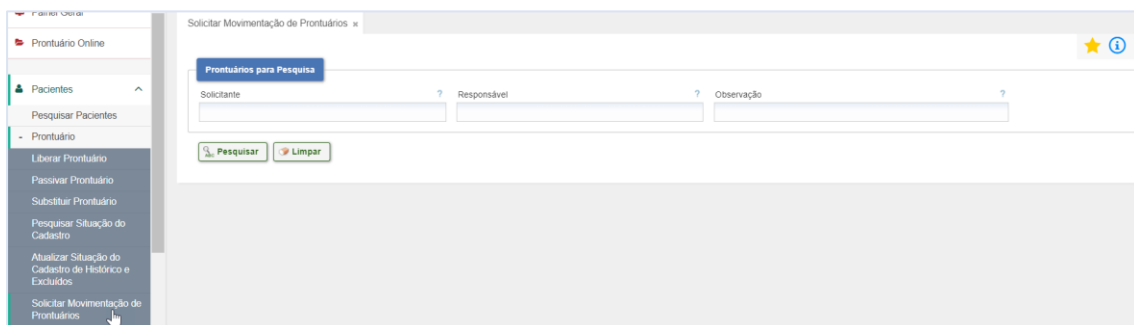 Painel Geral
Prontuário Online
Pacientes
Pesquisar Pacientes
- Prontuário
Liberar Prontuário
Passivar Prontuário
Substituir Prontuário
Pesquisar Situação do
Cadastro
Atualizar Situação do
Cadastro de Histórico e
Excluídos
Solicitar Movimentação de
Prontuários
Solicitar Movimentação de Prontuários x
Prontuários para Pesquisa
Solicitante ? Responsável ? Observação ?
Pesquisar Limpar